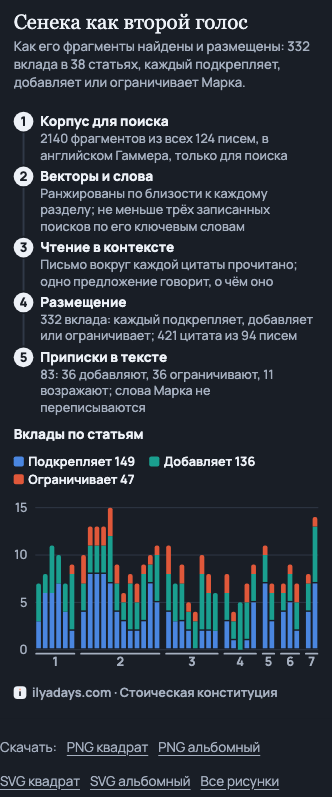 Сенека как второй голос
Как его фрагменты найдены и размещены: 332
вклада в 38 статьях, каждый подкрепляет,
добавляет или ограничивает Марка.
1 Корпус для поиска
2140 фрагментов из всех 124 писем, в
английском Гаммера, только для поиска
2 Векторы и слова
Ранжированы по близости к каждому
разделу; не меньше трёх записанных
поисков по его ключевым словам
3 Чтение в контексте
Письмо вокруг каждой цитаты прочитано;
одно предложение говорит, о чём оно
4 Размещение
332 вклада: каждый подкрепляет, добавляет
или ограничивает; 421 цитата из 94 писем
5 Приписки в тексте
83: 36 добавляют, 36 ограничивают, 11
возражают; слова Марка не
переписываются
Вклады по статьям
Подкрепляет 149 Добавляет 136
Ограничивает 47
15
10
5
0
1 2 3 4 5 6 7
i ilyadays.com · Стоическая конституция
Скачать: PNG квадрат PNG альбомный
SVG квадрат SVG альбомный Все рисунки